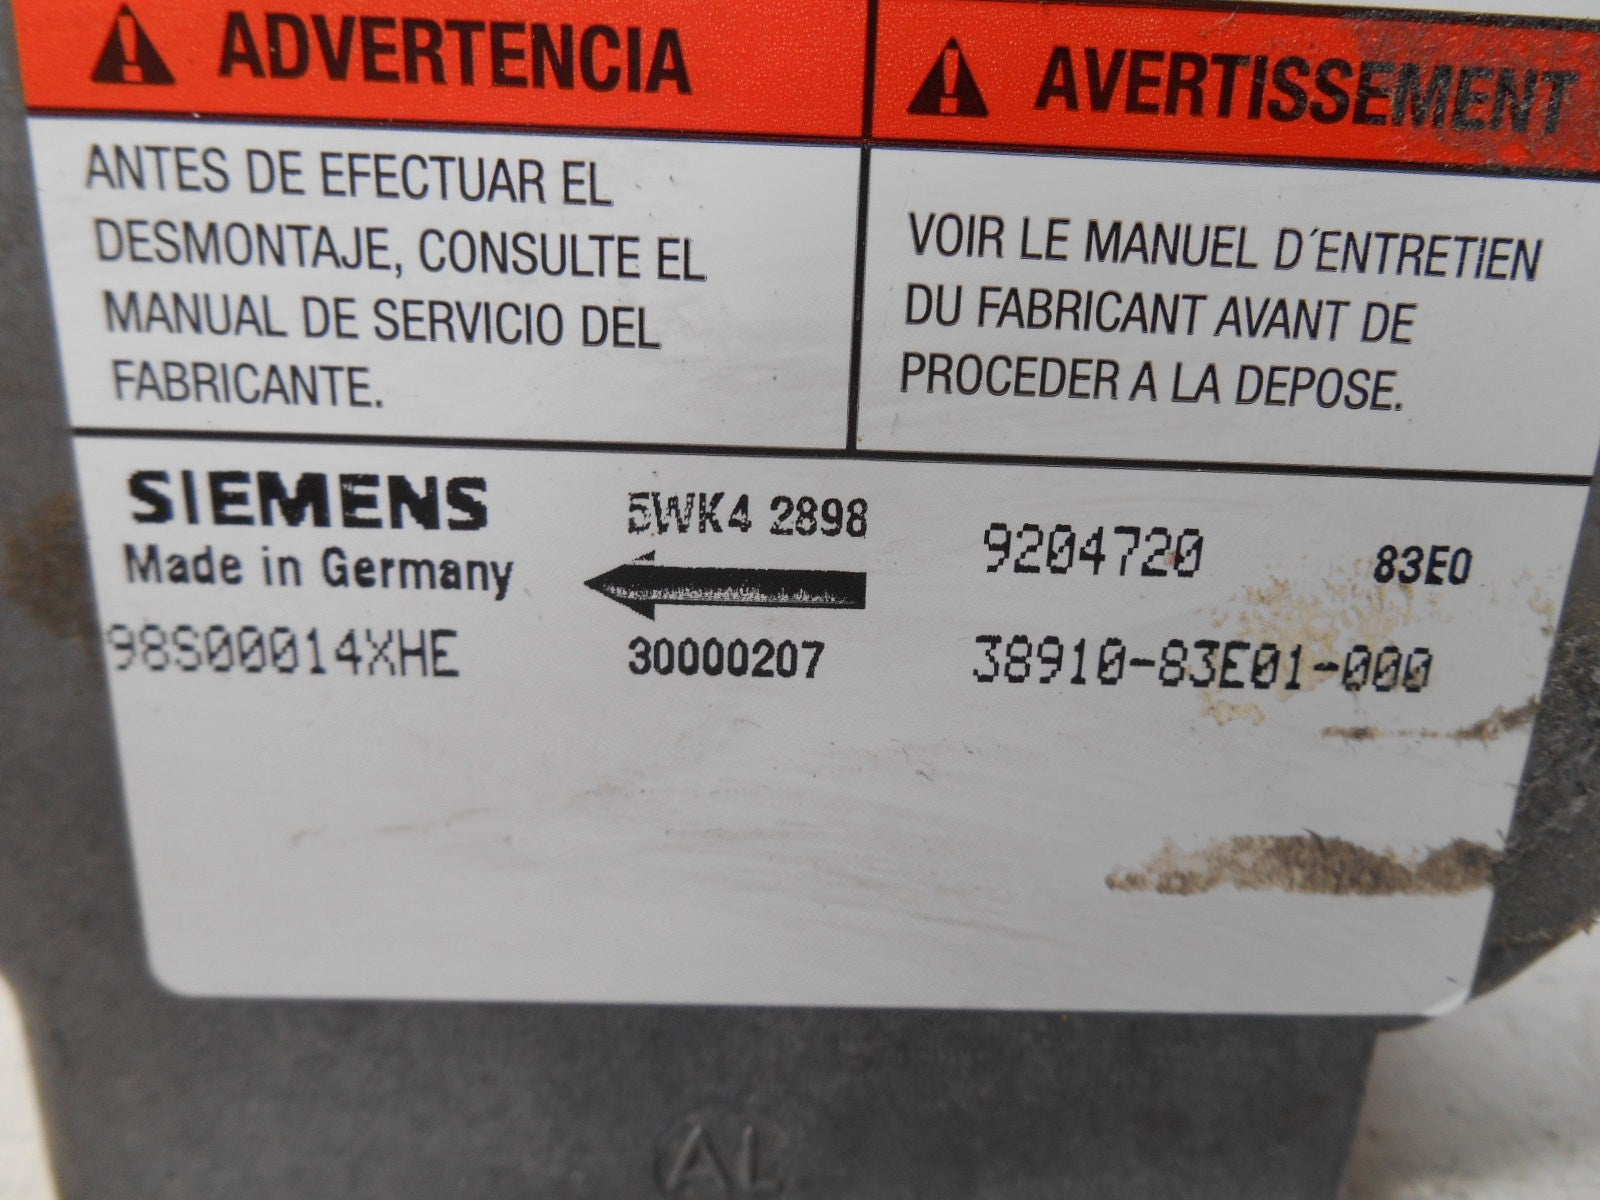 ADVERTENCIA
ANTES DE EFECTUAR EL
DESMONTAJE, CONSULTE EL
MANUAL DE SERVICIO DEL
FABRICANTE.
AVERTISSEMENT
VOIR LE MANUEL D´ENTRETIEN
DU FABRICANT AVANT DE
PROCEDER A LA DEPOSE.
SIEMENS 5WK4 2898 9204720 83E0
Made in Germany
98S00014XHE 30000207 38910-83E01-000
AL